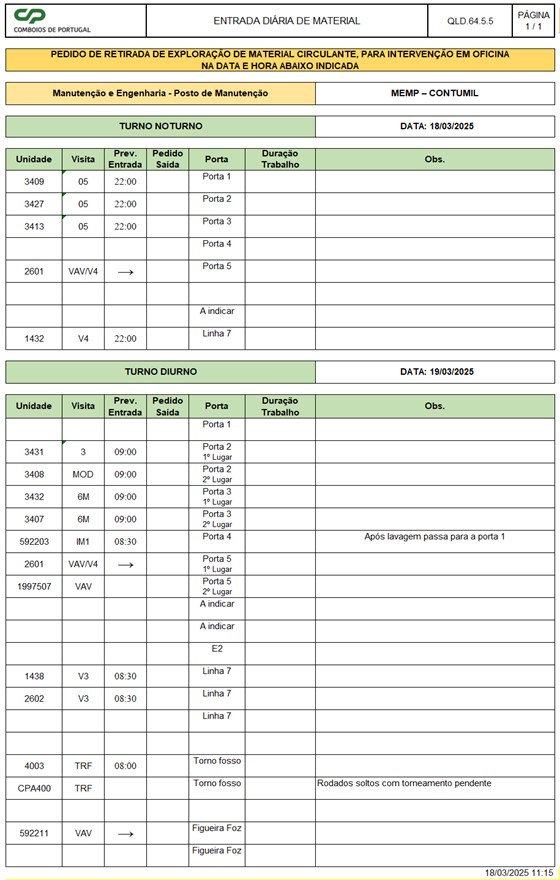 CP
COMBOIOS DE PORTUGAL
ENTRADA DIÁRIA DE MATERIAL
QLD.64.5.5
PÁGINA
1 / 1
PEDIDO DE RETIRADA DE EXPLORAÇÃO DE MATERIAL CIRCULANTE, PARA INTERVENÇÃO EM OFICINA
NA DATA E HORA ABAIXO INDICADA
Manutenção e Engenharia - Posto de Manutenção MEMP – CONTUMIL
TURNO NOTURNO DATA: 18/03/2025
Unidade Visita Prev. Entrada Pedido Saída Porta Duração Trabalho Obs.
3409 05 22:00 Porta 1
3427 05 22:00 Porta 2
3413 05 22:00 Porta 3
Porta 4
2601 VAV/V4 → Porta 5
A indicar
1432 V4 22:00 Linha 7
TURNO DIURNO DATA: 19/03/2025
Unidade Visita Prev. Entrada Pedido Saída Porta Duração Trabalho Obs.
Porta 1
3431 3 09:00 Porta 2 1º Lugar
3408 MOD 09:00 Porta 2 2º Lugar
3432 6M 09:00 Porta 3 1º Lugar
3407 6M 09:00 Porta 3 2º Lugar
592203 IM1 08:30 Porta 4 Após lavagem passa para a porta 1
2601 VAV/V4 → Porta 5 1º Lugar
1997507 VAV Porta 5 2º Lugar
A indicar
A indicar
E2
1438 V3 08:30 Linha 7
2602 V3 08:30 Linha 7
Linha 7
4003 TRF 08:00 Torno fosso
CPA400 TRF Torno fosso Rodados soltos com torneamento pendente
592211 VAV → Figueira Foz
Figueira Foz
18/03/2025 11:15